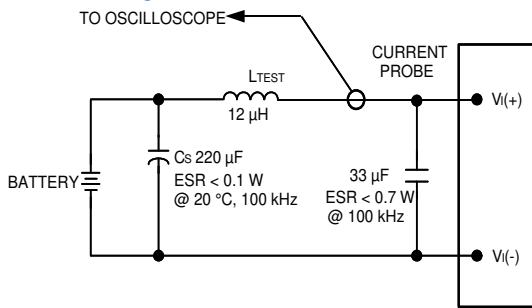 TO OSCILLOSCOPE
CURRENT
PROBE
LTEST
12 µH
VI(+)
BATTERY
CS 220 µF
ESR < 0.1 W
@ 20 °C, 100 kHz
33 µF
ESR < 0.7 W
@ 100 kHz
VI(-)